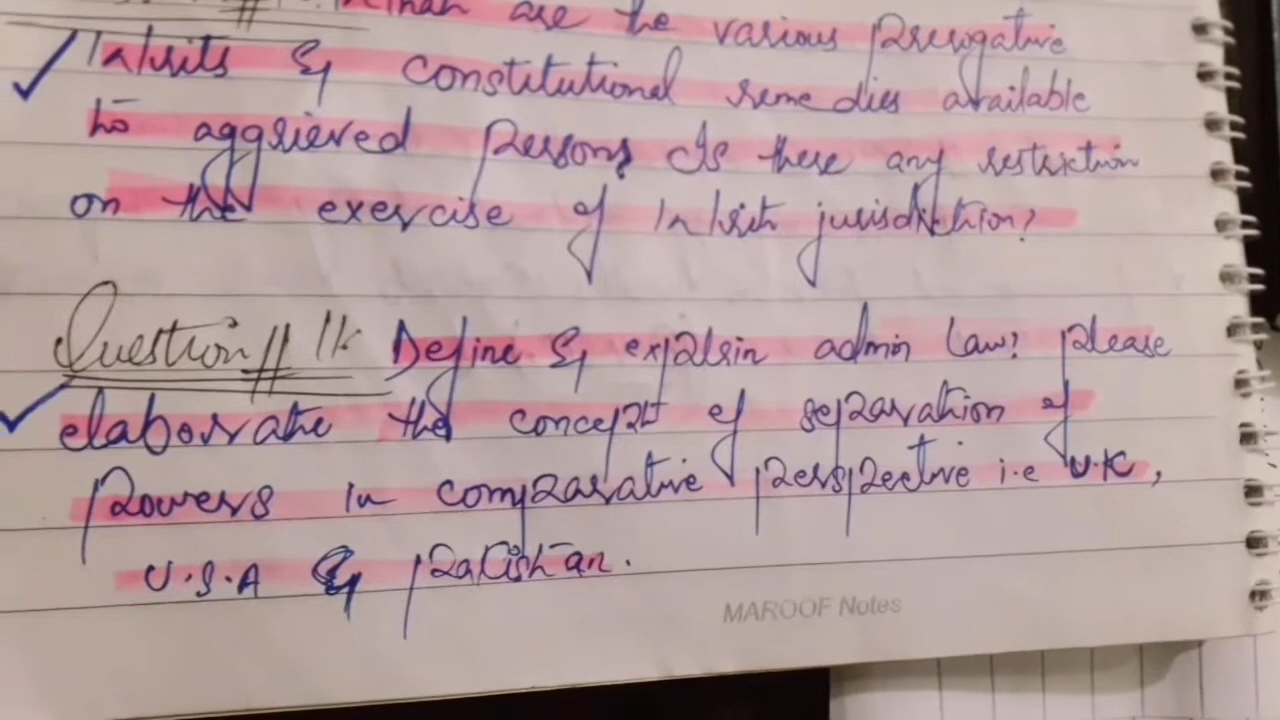 What are the various prerogative
Writs & constitutional remedies available
to aggrieved persons Is there any restriction
on the exercise of Writ jurisdiction?
Question# 11: Define & explain admin law? please
elaborate the concept of separation of
powers in comparative perspective i.e U.K,
U.S.A & pakistan.
MAROOF Notes